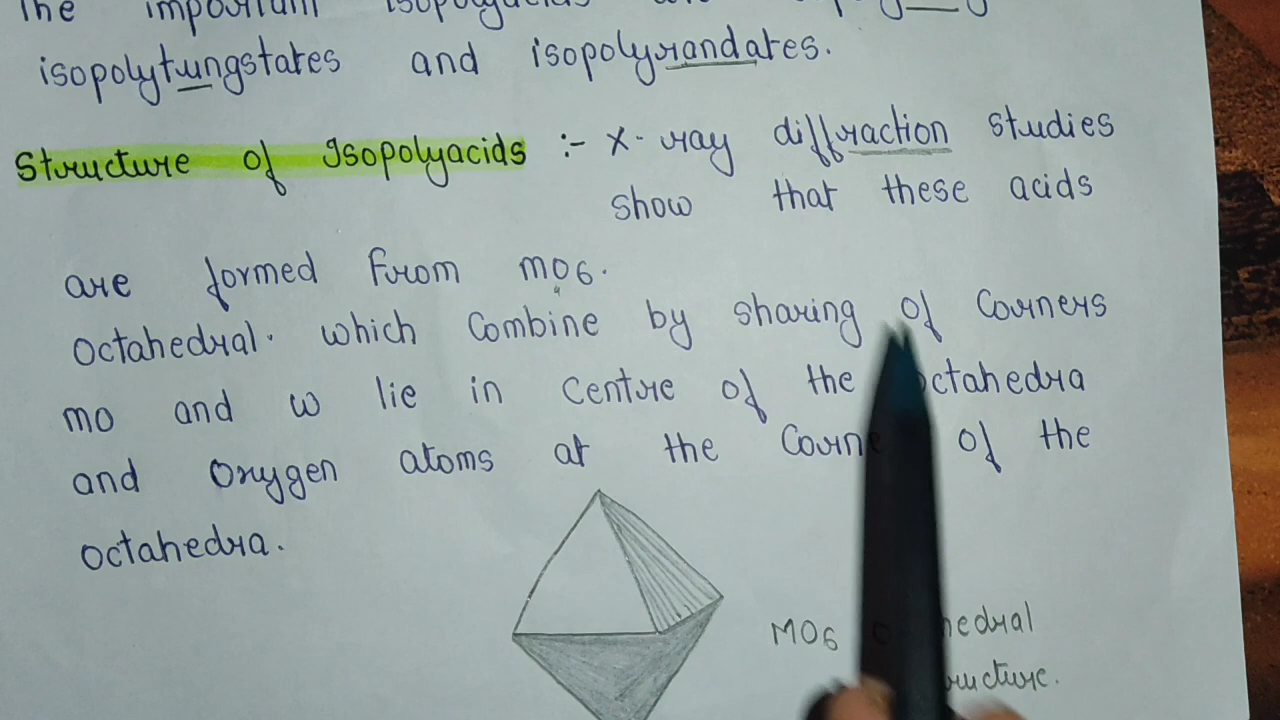 The
isopolytungstates and isopolyvandates.
Structure of Isopolyacids :- X-ray diffraction studies
show that these acids
are formed from mo6.
octahedral. which combine by sharing of corners
mo and w lie in centre of the octahedra
and oxygen atoms at the of the
octahedra.
MO6